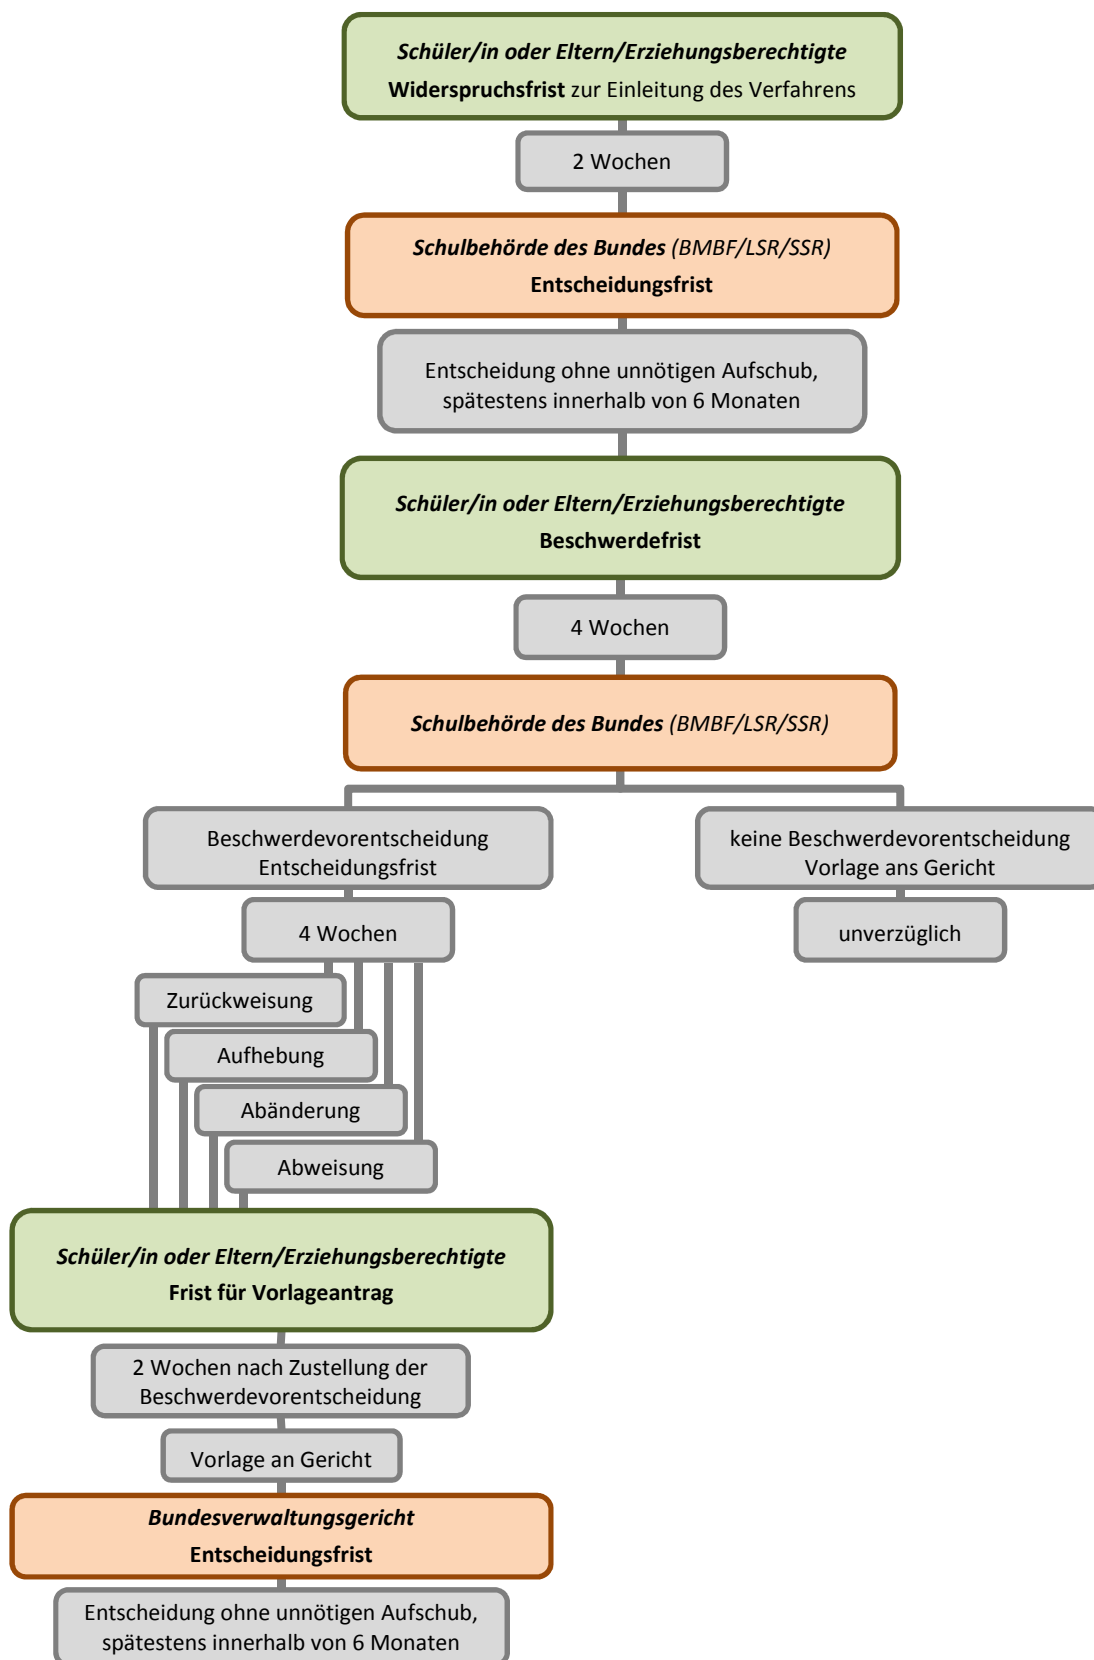 Schüler/in oder Eltern/Erziehungsberechtigte
Widerspruchsfrist zur Einleitung des Verfahrens
2 Wochen
Schulbehörde des Bundes (BMBF/LSR/SSR)
Entscheidungsfrist
Entscheidung ohne unnötigen Aufschub,
spätestens innerhalb von 6 Monaten
Schüler/in oder Eltern/Erziehungsberechtigte
Beschwerdefrist
4 Wochen
Schulbehörde des Bundes (BMBF/LSR/SSR)
Beschwerdevorentscheidung
Entscheidungsfrist
keine Beschwerdevorentscheidung
Vorlage ans Gericht
4 Wochen
unverzüglich
Zurückweisung
Aufhebung
Abänderung
Abweisung
Schüler/in oder Eltern/Erziehungsberechtigte
Frist für Vorlageantrag
2 Wochen nach Zustellung der
Beschwerdevorentscheidung
Vorlage an Gericht
Bundesverwaltungsgericht
Entscheidungsfrist
Entscheidung ohne unnötigen Aufschub,
spätestens innerhalb von 6 Monaten